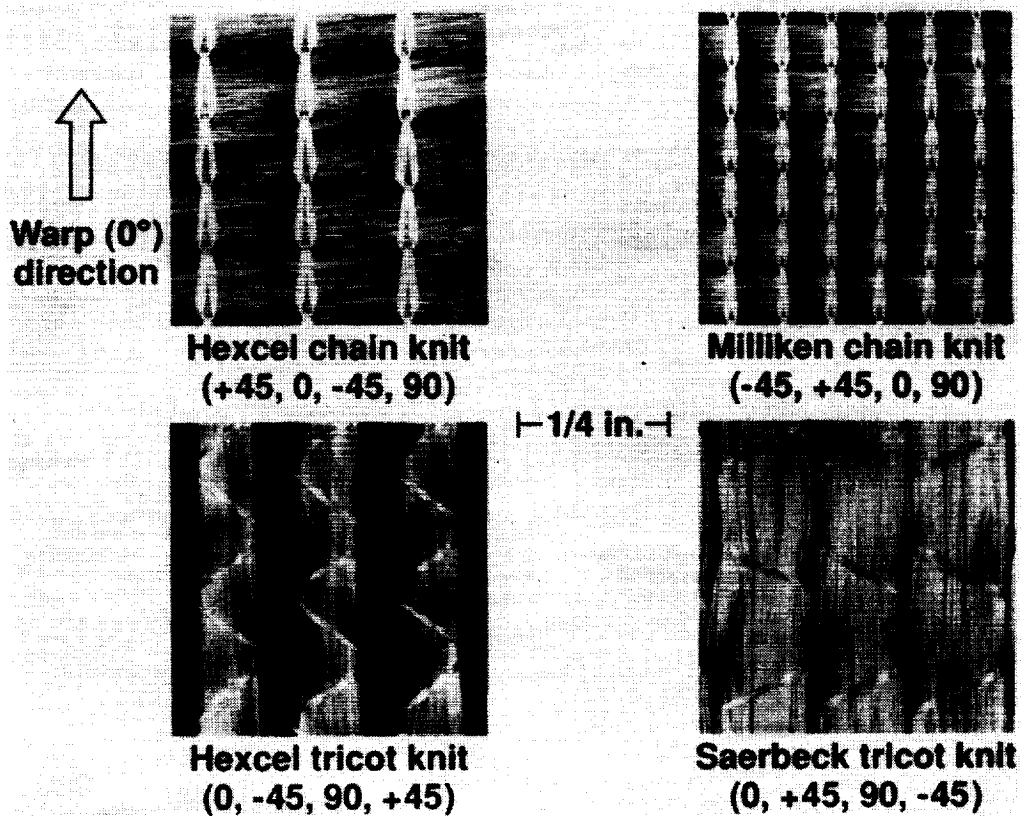 Warp (0°)
direction
Hexcel chain knit
(+45, 0, -45, 90)
Milliken chain knit
(-45, +45, 0, 90)
1/4 in.
Hexcel tricot knit
(0, -45, 90, +45)
Saerbeck tricot knit
(0, +45, 90, -45)